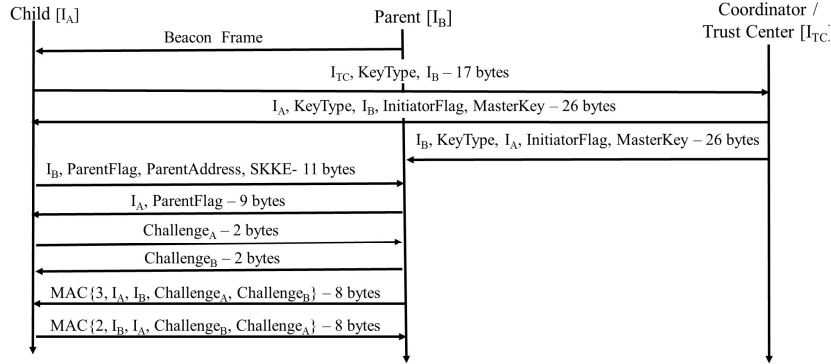 Child [I_A]
Parent [I_B]
Coordinator /
Trust Center [I_TC]
Beacon Frame
I_TC, KeyType, I_B – 17 bytes
I_A, KeyType, I_B, InitiatorFlag, MasterKey – 26 bytes
I_B, KeyType, I_A, InitiatorFlag, MasterKey – 26 bytes
I_B, ParentFlag, ParentAddress, SKKE- 11 bytes
I_A, ParentFlag – 9 bytes
Challenge_A – 2 bytes
Challenge_B – 2 bytes
MAC{3, I_A, I_B, Challenge_A, Challenge_B} – 8 bytes
MAC{2, I_B, I_A, Challenge_B, Challenge_A} – 8 bytes